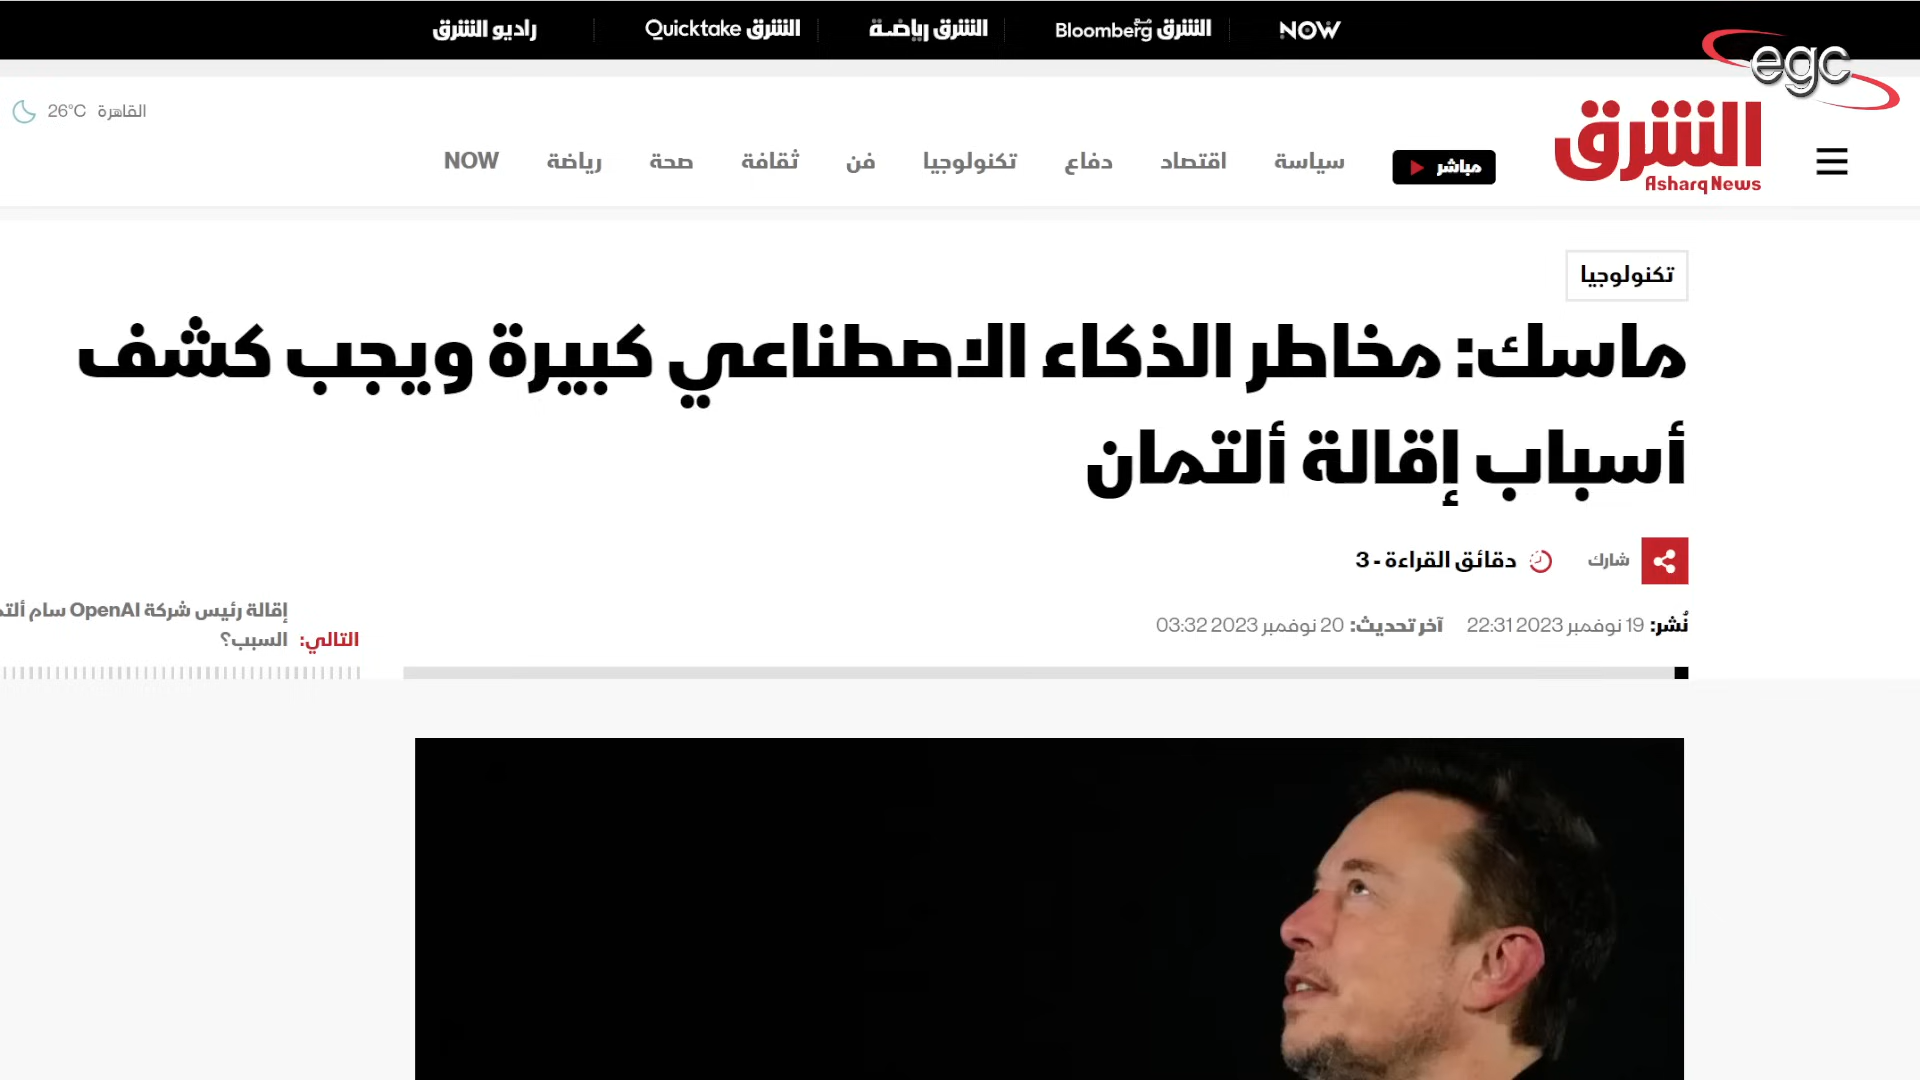 NOW
الشرق مع Bloomberg
الشرق رياضة
الشرق Quicktake
راديو الشرق
egc
القاهرة 26°C
الشرق
Asharq News
مباشر
سياسة
اقتصاد
دفاع
تكنولوجيا
فن
ثقافة
صحة
رياضة
NOW
تكنولوجيا
ماسك: مخاطر الذكاء الاصطناعي كبيرة ويجب كشف
أسباب إقالة ألتمان
شارك
دقائق القراءة - 3
نُشر: 19 نوفمبر 2023 22:31 آخر تحديث: 20 نوفمبر 2023 03:32
التالي:
إقالة رئيس شركة OpenAI سام
السبب؟